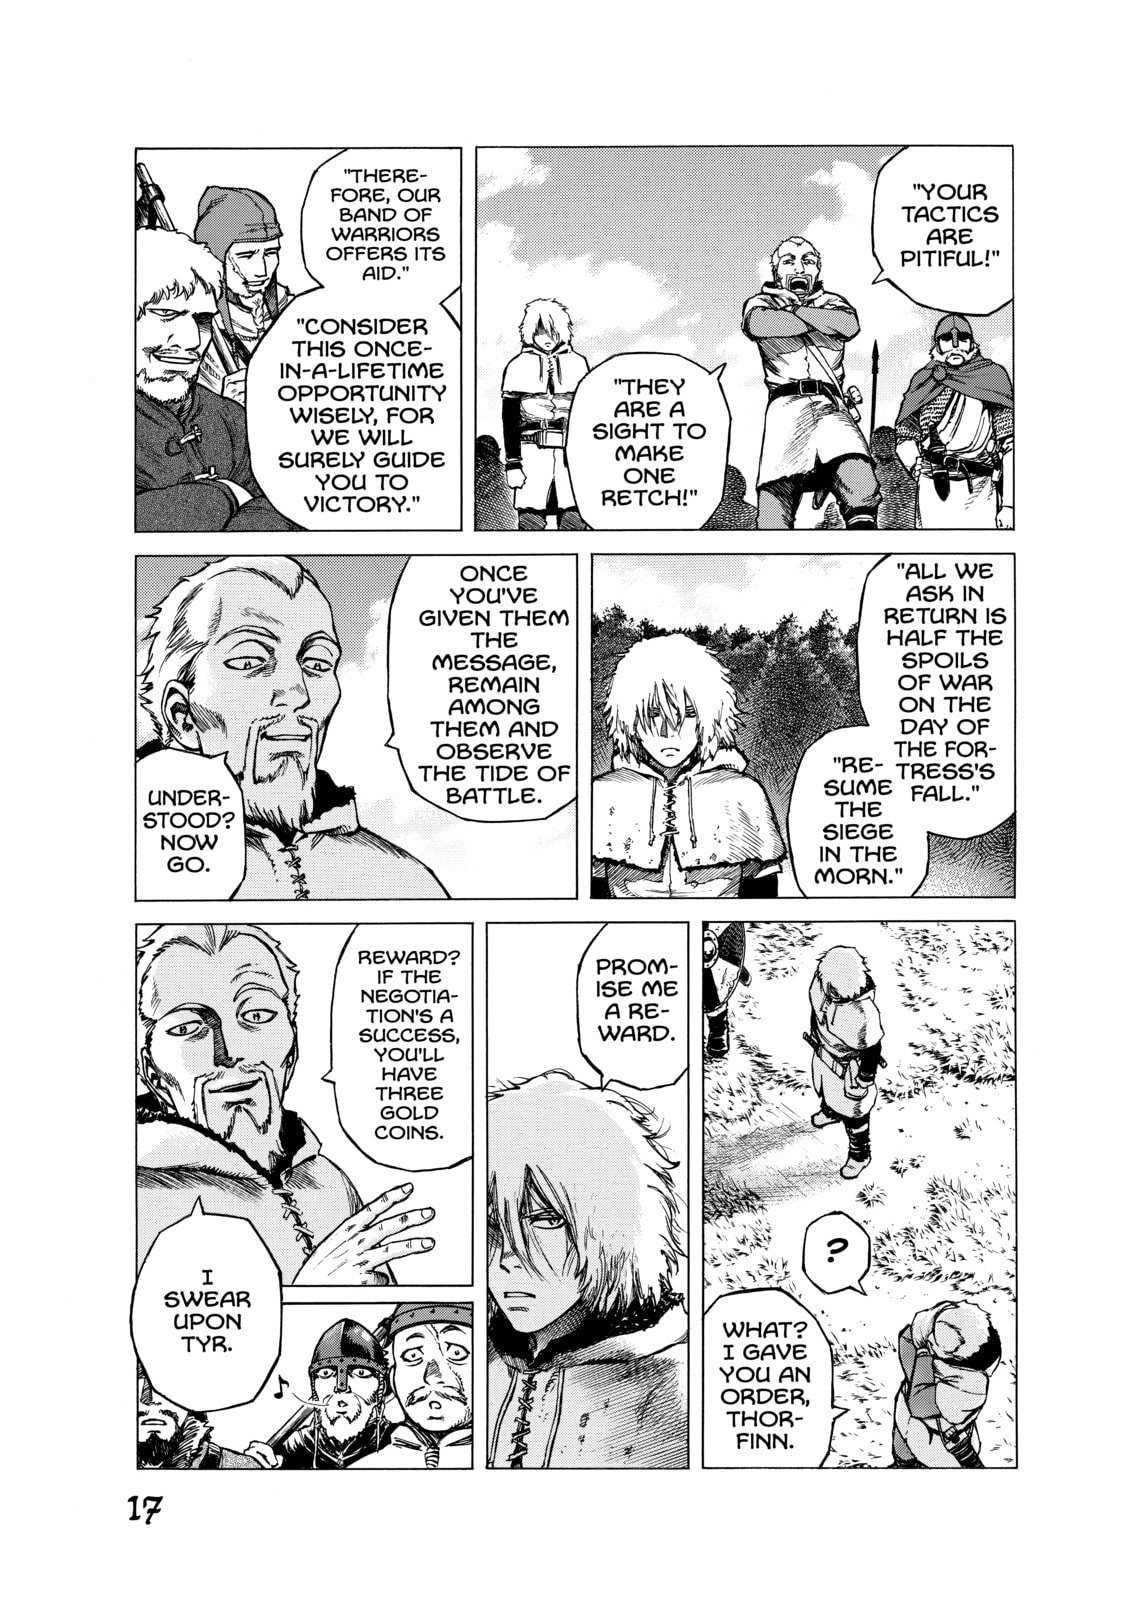 "YOUR
TACTICS
ARE
PITIFUL!"
"THEY
ARE A
SIGHT TO
MAKE
ONE
RETCH!"
"THERE-
FORE, OUR
BAND OF
WARRIORS
OFFERS ITS
AID."
"CONSIDER
THIS ONCE-
IN-A-LIFETIME
OPPORTUNITY
WISELY, FOR
WE WILL
SURELY GUIDE
YOU TO
VICTORY."
"ALL WE
ASK IN
RETURN IS
HALF THE
SPOILS
OF WAR
ON THE
DAY OF
THE FOR-
TRESS'S
FALL."
"RE-
SUME
THE
SIEGE
IN THE
MORN."
ONCE
YOU'VE
GIVEN THEM
THE
MESSAGE,
REMAIN
AMONG
THEM AND
OBSERVE
THE TIDE OF
BATTLE.
UNDER-
STOOD?
NOW
GO.
?
WHAT?
I GAVE
YOU AN
ORDER,
THOR-
FINN.
PROM-
ISE ME
A RE-
WARD.
REWARD?
IF THE
NEGOTIA-
TION'S A
SUCCESS,
YOU'LL
HAVE
THREE
GOLD
COINS.
I
SWEAR
UPON
TYR.
♪
17